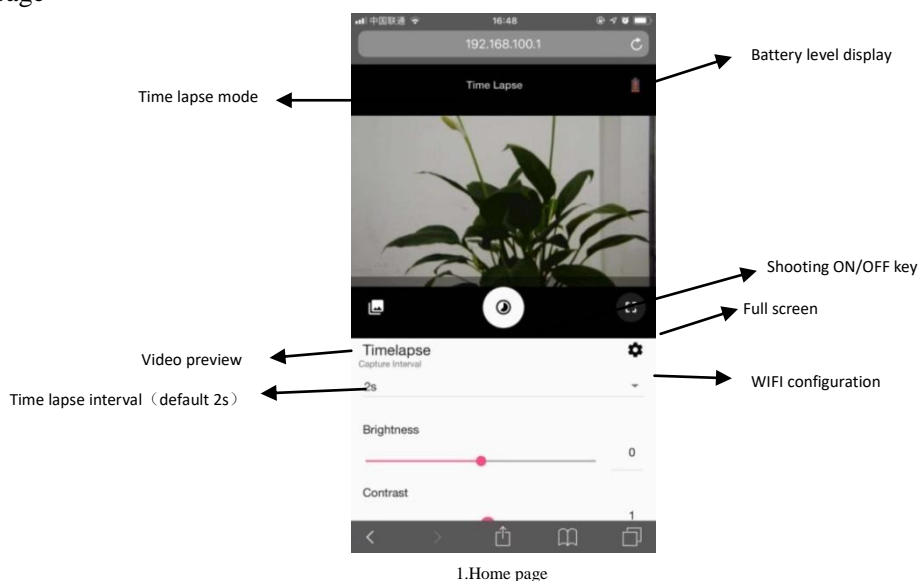 age
中国联通
16:48
192.168.100.1
Battery level display
Time Lapse
Time lapse mode
Shooting ON/OFF key
Full screen
Timelapse
Video preview
Capture Interval
WIFI configuration
2s
Time lapse interval（default 2s）
Brightness
0
Contrast
1
1.Home page